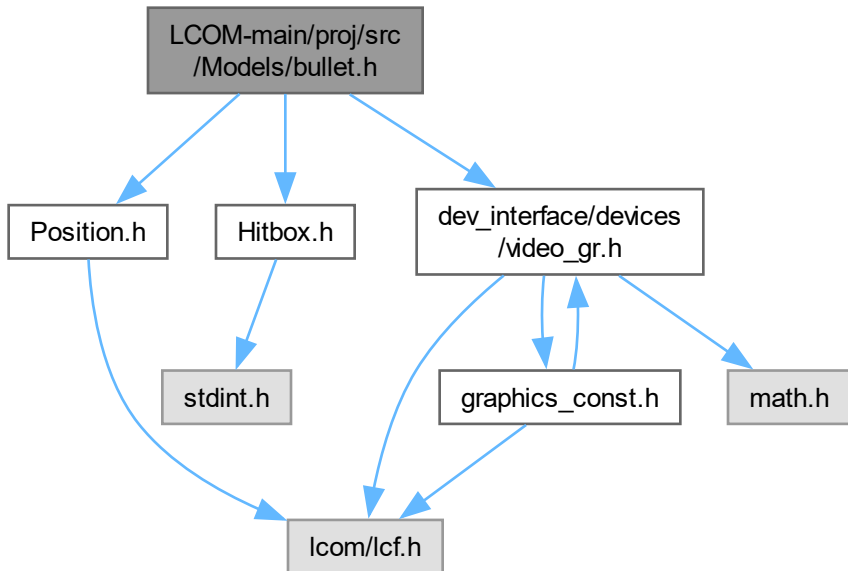 LCOM-main/proj/src
/Models/bullet.h
Position.h
Hitbox.h
dev_interface/devices
/video_gr.h
stdint.h
graphics_const.h
math.h
lcom/lcf.h